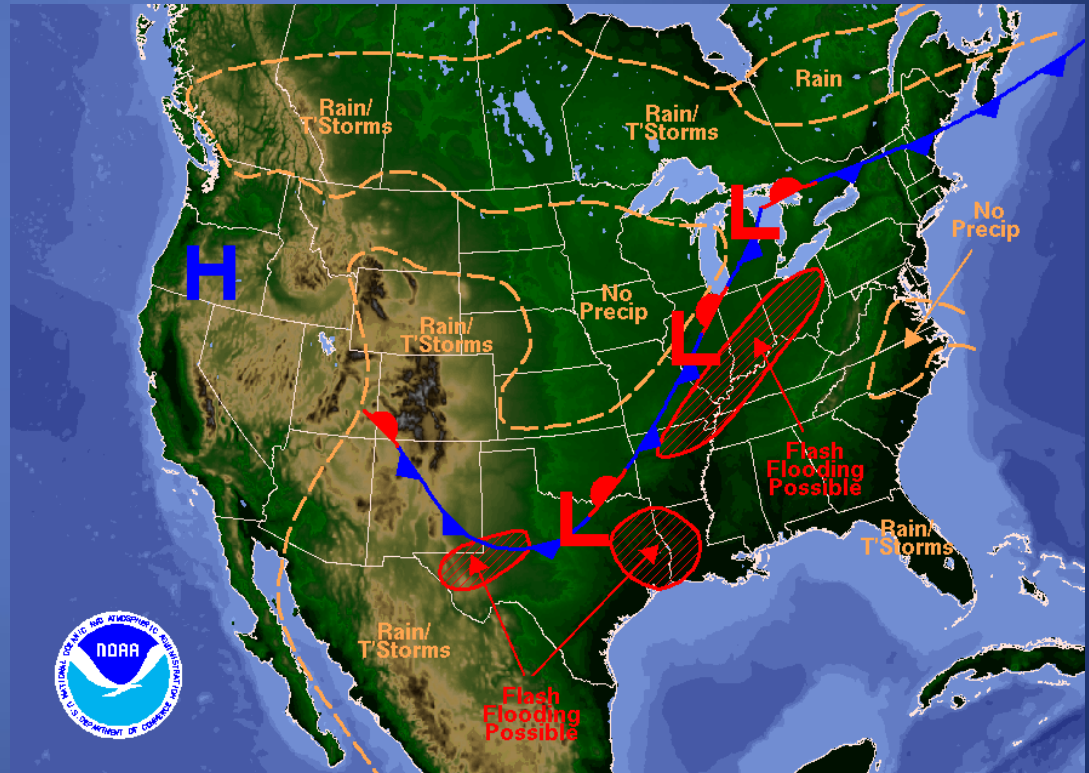 Rain
Rain/
T'Storms
Rain/
T'Storms
No
Precip
L
H
No
Precip
Rain/
T'Storms
L
Flash
Flooding
Possible
L
Rain/
T'Storms
Rain/
T'Storms
Flash
Flooding
Possible
NOAA
NATIONAL OCEANIC AND ATMOSPHERIC ADMINISTRATION
U.S. DEPARTMENT OF COMMERCE